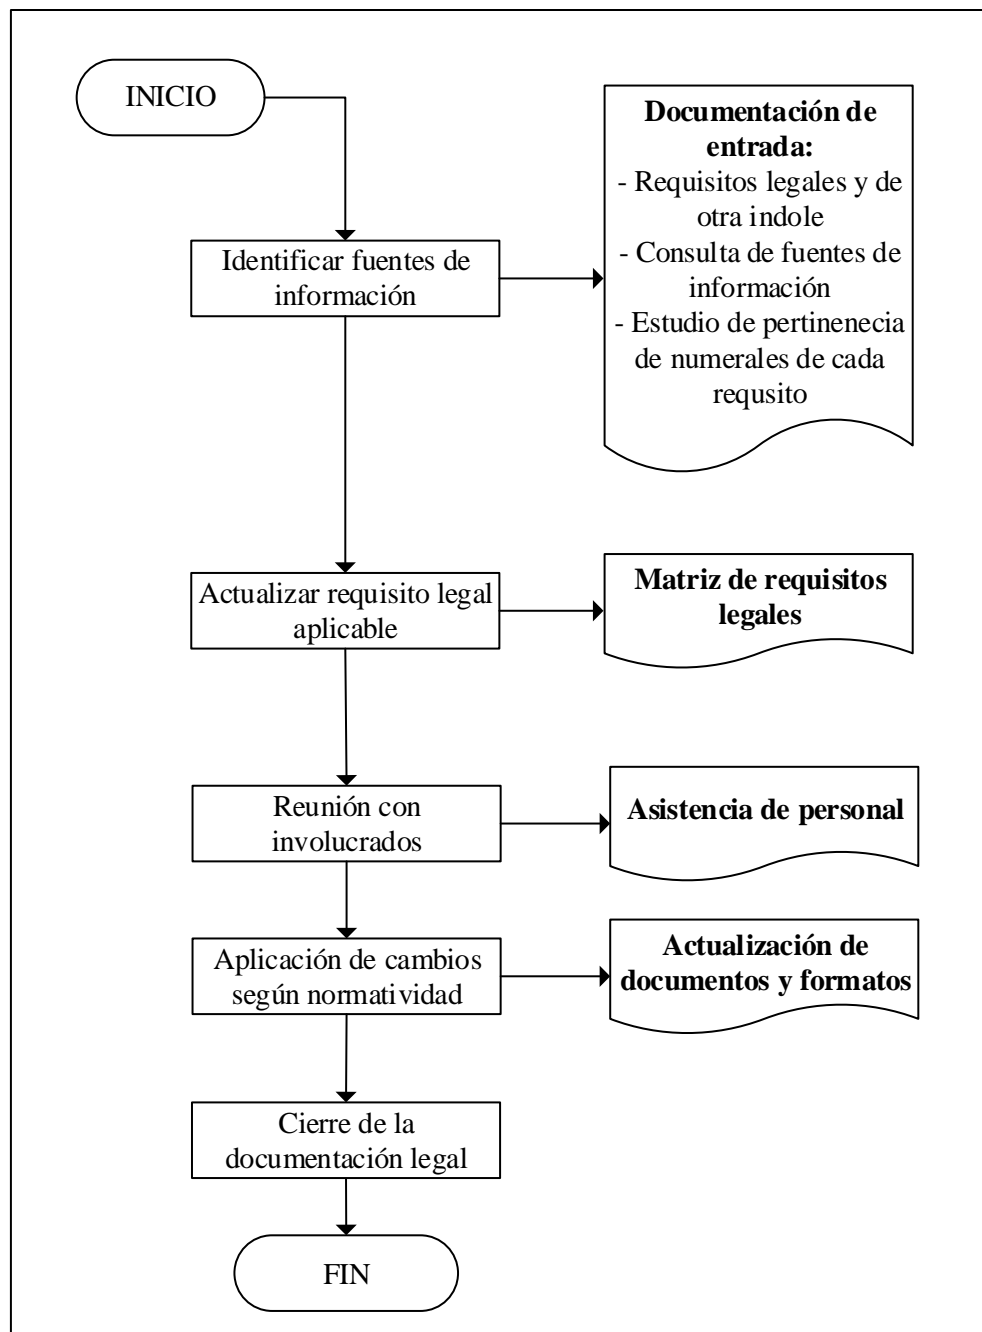 INICIO
Documentación de
entrada:
- Requisitos legales y de
otra indole
- Consulta de fuentes de
información
- Estudio de pertinenecia
de numerales de cada
requsito
Identificar fuentes de
información
Actualizar requisito legal
aplicable
Matriz de requisitos
legales
Reunión con
involucrados
Asistencia de personal
Aplicación de cambios
según normatividad
Actualización de
documentos y formatos
Cierre de la
documentación legal
FIN